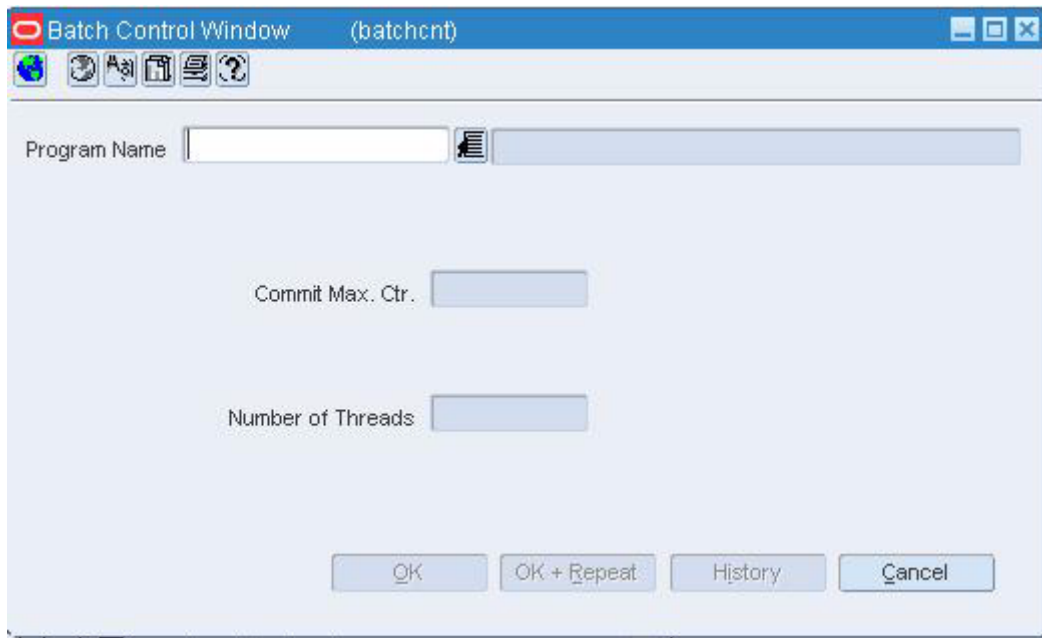 Batch Control Window (batchcnt)
Program Name
Commit Max. Ctr.
Number of Threads
OK OK + Repeat History Cancel